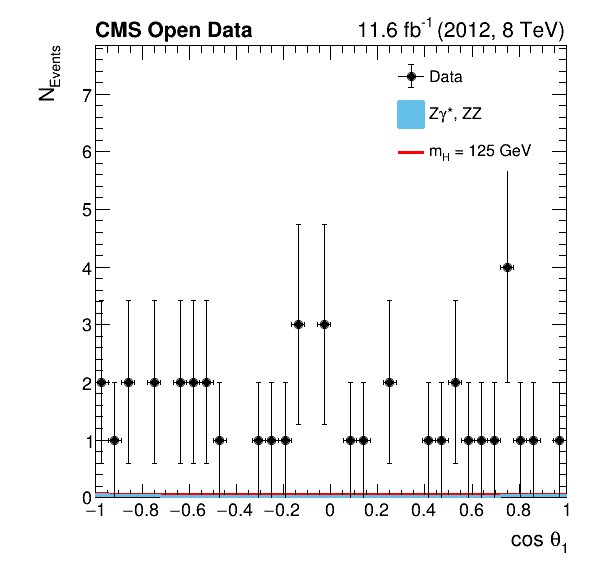 CMS Open Data 11.6 fb⁻¹ (2012, 8 TeV)
N_Events
Data
Zγ*, ZZ
m_H = 125 GeV
7
6
5
4
3
2
1
0
−1 −0.8 −0.6 −0.4 −0.2 0 0.2 0.4 0.6 0.8 1
cos θ₁